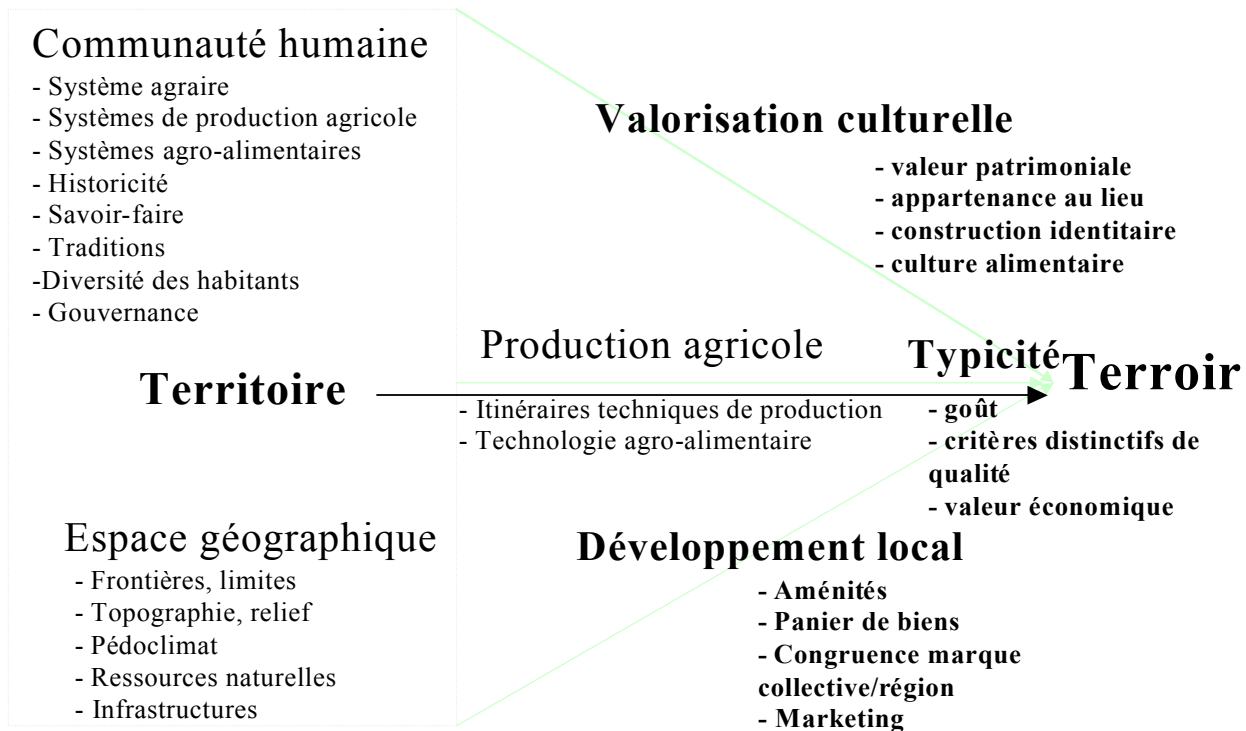 Communauté humaine
- Système agraire
- Systèmes de production agricole
- Systèmes agro-alimentaires
- Historicité
- Savoir-faire
- Traditions
-Diversité des habitants
- Gouvernance
Valorisation culturelle
- valeur patrimoniale
- appartenance au lieu
- construction identitaire
- culture alimentaire
Territoire
Production agricole
- Itinéraires techniques de production
- Technologie agro-alimentaire
Typicité
- goût
- critères distinctifs de
qualité
- valeur économique
Terroir
Espace géographique
- Frontières, limites
- Topographie, relief
- Pédoclimat
- Ressources naturelles
- Infrastructures
Développement local
- Aménités
- Panier de biens
- Congruence marque
collective/région
- Marketing